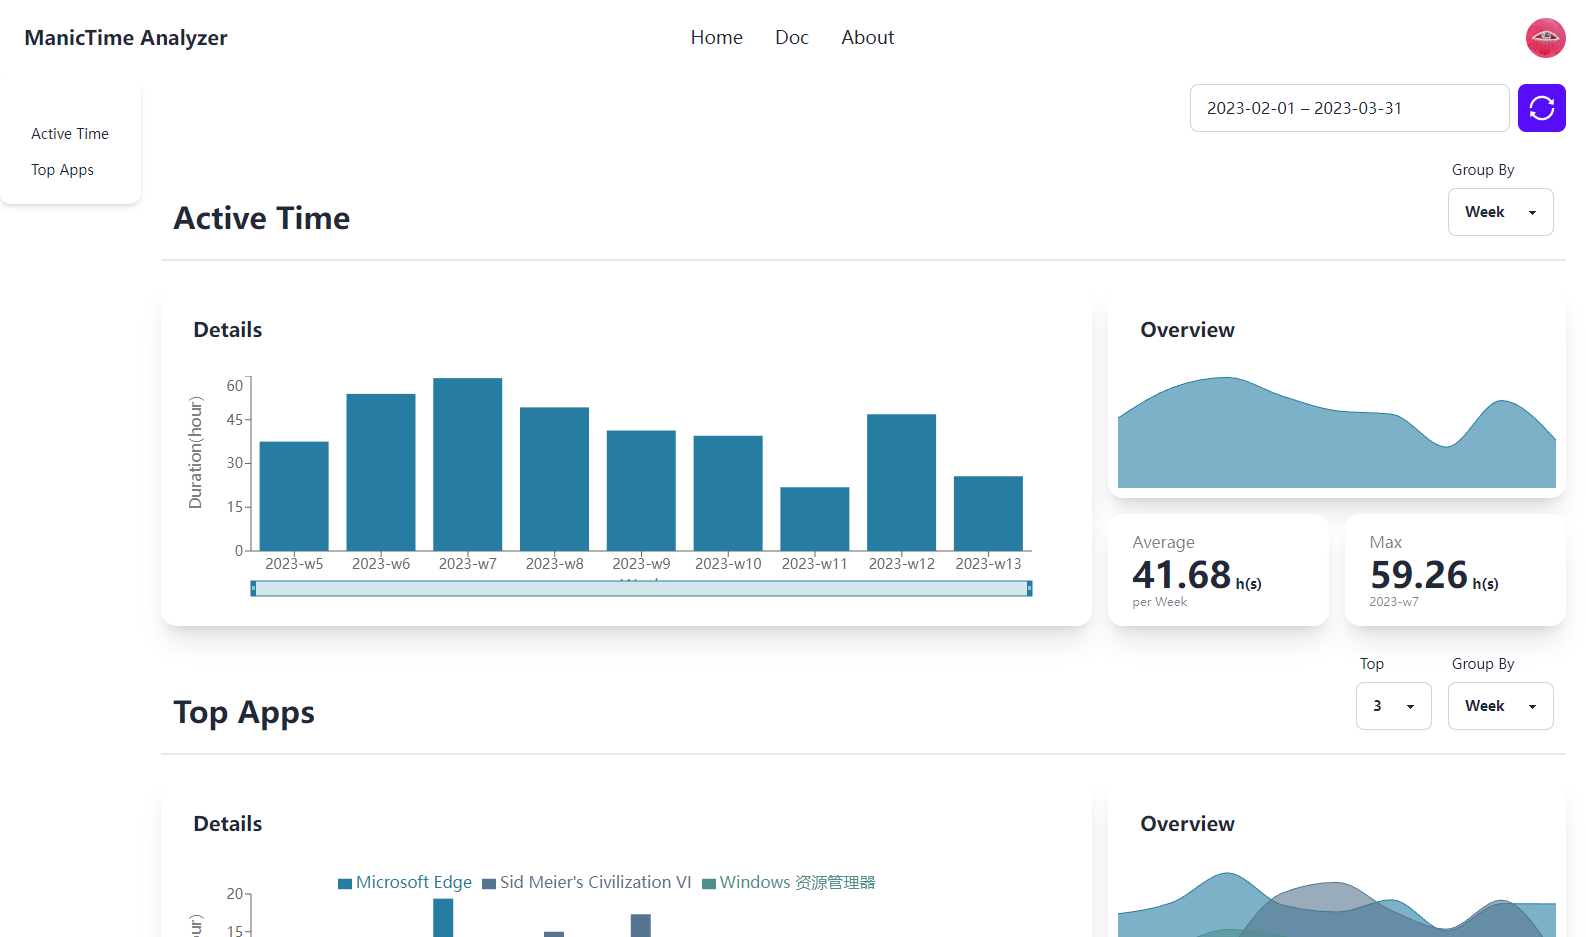 ManicTime Analyzer
Home Doc About
2023-02-01 – 2023-03-31
Active Time
Top Apps
Group By
Week
Active Time
Details
Duration(hour)
60
45
30
15
0
2023-w5 2023-w6 2023-w7 2023-w8 2023-w9 2023-w10 2023-w11 2023-w12 2023-w13
Overview
Average
41.68 h(s)
per Week
Max
59.26 h(s)
2023-w7
Top
3
Group By
Week
Top Apps
Details
Microsoft Edge Sid Meier's Civilization VI Windows 资源管理器
20
15
Overview